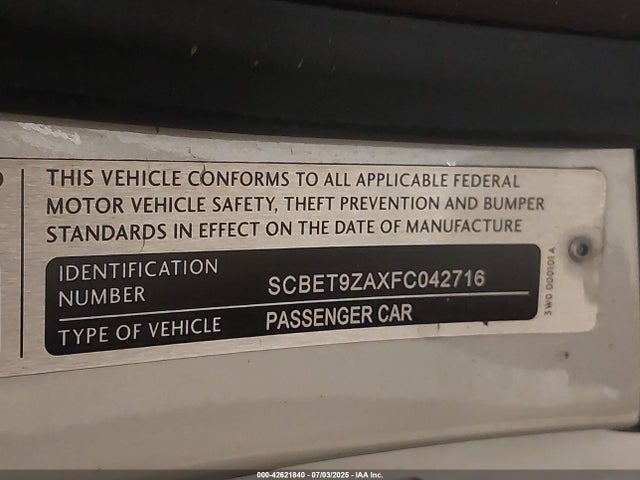 THIS VEHICLE CONFORMS TO ALL APPLICABLE FEDERAL
MOTOR VEHICLE SAFETY, THEFT PREVENTION AND BUMPER
STANDARDS IN EFFECT ON THE DATE OF MANUFACTURE
IDENTIFICATION
NUMBER
SCBET9ZAXFC042716
TYPE OF VEHICLE
PASSENGER CAR
3W0 000101 A
000-42621840 - 07/03/2025 - IAA Inc.